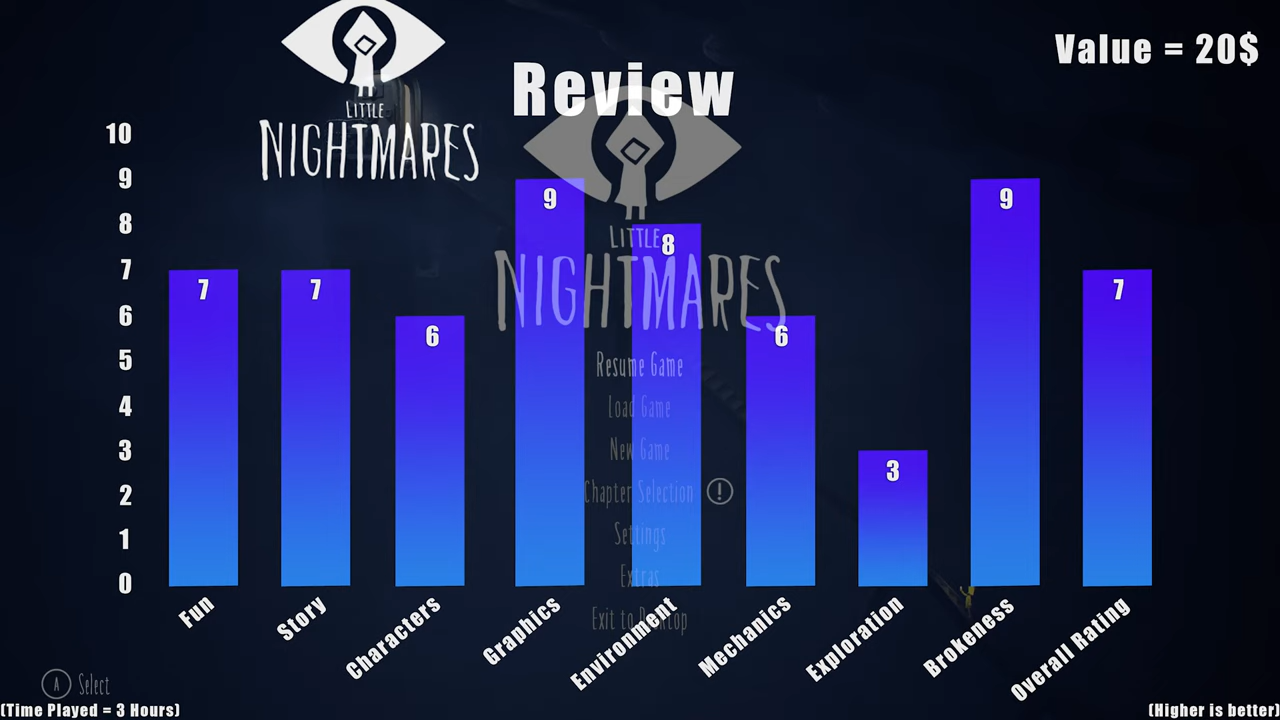 Value = 20$
Review
LITTLE
NIGHTMARES
LITTLE
NIGHTMARES
10
9
8
7
6
5
4
3
2
1
0
7
7
6
9
8
6
3
9
7
Resume Game
Load Game
New Game
Chapter Selection
Settings
Extras
Exit to Desktop
Fun
Story
Characters
Graphics
Environment
Mechanics
Exploration
Brokeness
Overall Rating
A Select
(Time Played = 3 Hours)
(Higher is better)